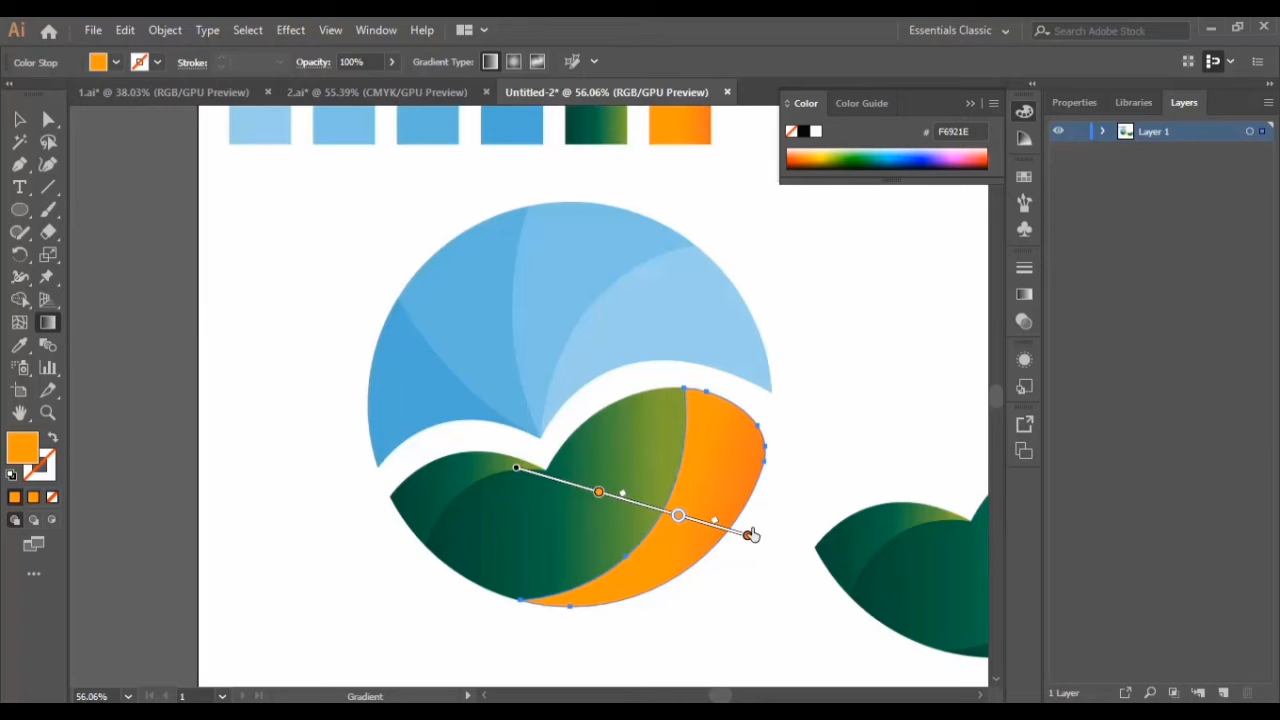 Ai File Edit Object Type Select Effect View Window Help Essentials Classic Search Adobe Stock
Color Stop Stroke: Opacity: 100% Gradient Type:
1.ai* @ 38.03% (RGB/GPU Preview) 2.ai* @ 55.39% (CMYK/GPU Preview) Untitled-2* @ 56.06% (RGB/GPU Preview)
Color Color Guide Properties Libraries Layers
# F6921E Layer 1
1 Layer
56.06% 1 Gradient